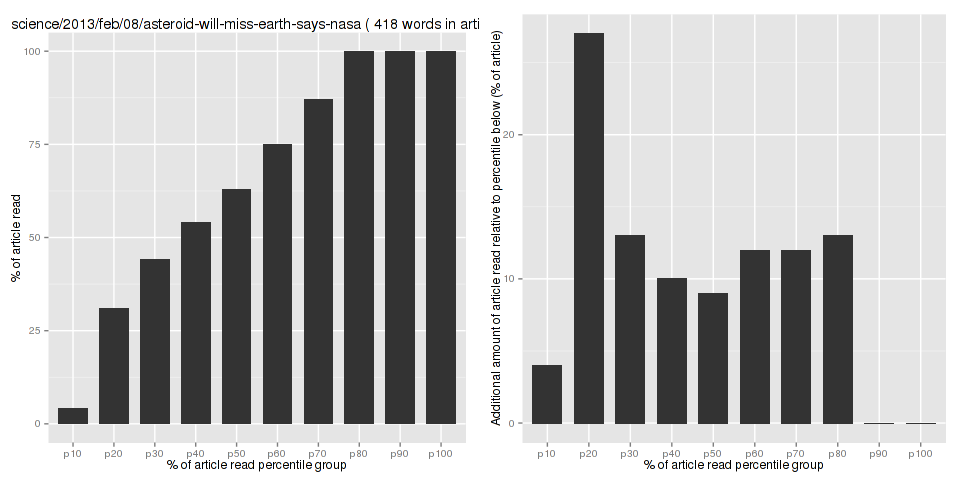 science/2013/feb/08/asteroid-will-miss-earth-says-nasa ( 418 words in arti
% of article read
100
75
50
25
0
p10 p20 p30 p40 p50 p60 p70 p80 p90 p100
% of article read percentile group
Additional amount of article read relative to percentile below (% of article)
20
10
0
p10 p20 p30 p40 p50 p60 p70 p80 p90 p100
% of article read percentile group